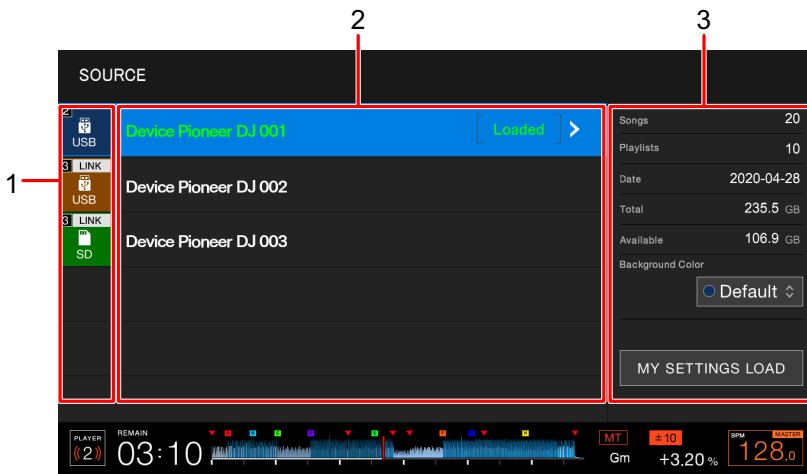 2
3
SOURCE
1
2
USB
3 LINK
USB
3 LINK
SD
Device Pioneer DJ 001
Loaded
Device Pioneer DJ 002
Device Pioneer DJ 003
Songs 20
Playlists 10
Date 2020-04-28
Total 235.5 GB
Available 106.9 GB
Background Color
Default
MY SETTINGS LOAD
PLAYER
2
REMAIN
03:10
A B C D E F G H
MT
±10
Gm
+3.20 %
BPM MASTER
128.0